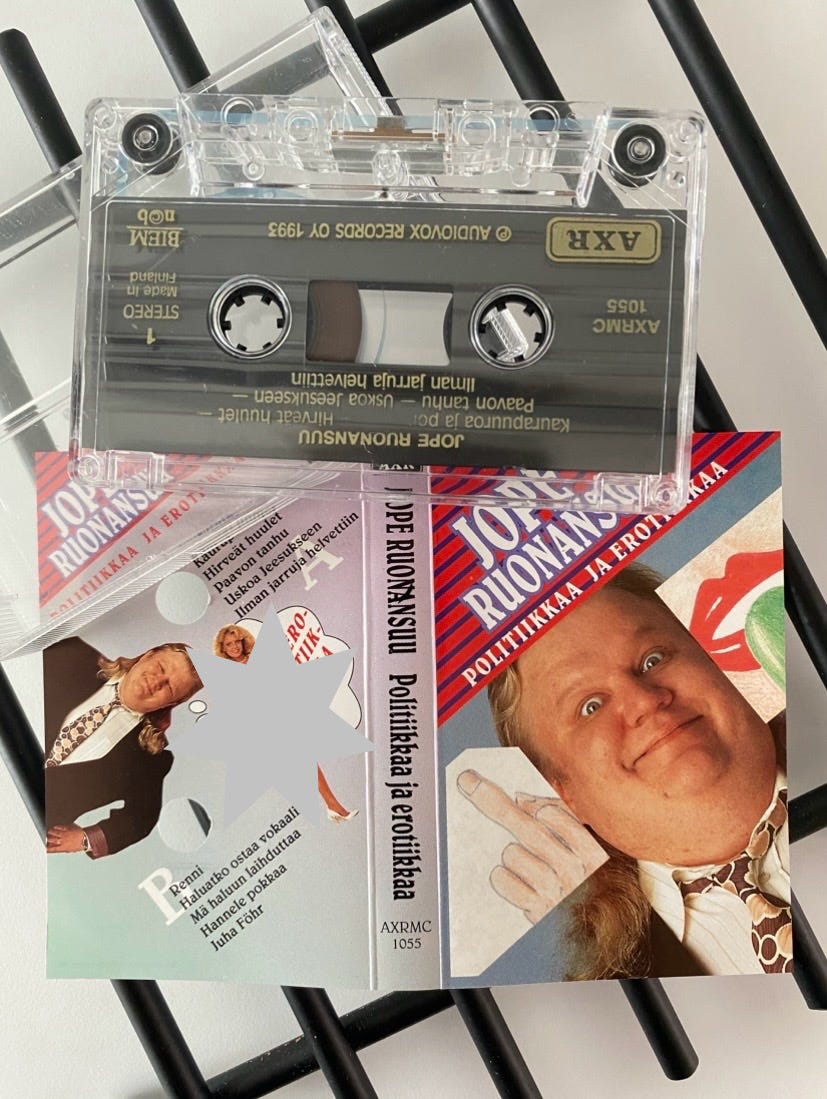 JOPE RUONANSUU
Kaurapuuroa ja
Hirveät huulet –
Paavon tanhu – Uskoa Jeesukseen –
Ilman jarruja helvettiin
AXRMC
1055
STEREO
1
Made in
Finland
AXR
℗ AUDIOVOX RECORDS OY 1993
BIEM
ncb
JOPE
RUONANSUU
POLITIIKKAA JA EROTIIKKAA
A
Hirveät huulet
Paavon tanhu
Uskoa Jeesukseen
Ilman jarruja helvettiin
B
Renni
Haluatko ostaa vokaali
Mä haluun laihduttaa
Hannele pokkaa
Juha Föhr
JOPE RUONANSUU Politiikkaa ja erotiikkaa
AXRMC
1055
JOPE
RUONANSUU
POLITIIKKAA JA EROTIIKKAA